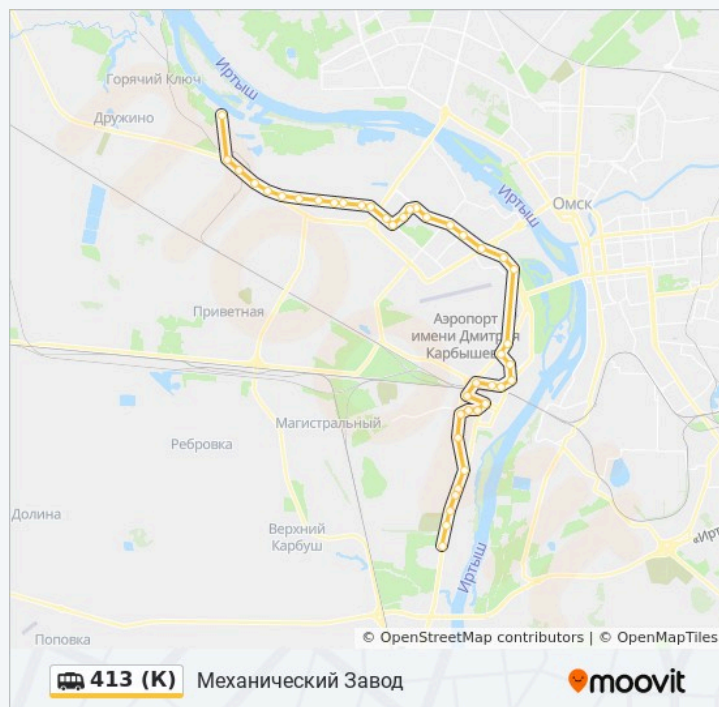 Иртыш
Горячий Ключ
Дружино
Иртыш
Омск
Приветная
Аэропорт
имени Дмитрия
Карбышева
Магистральный
Ребровка
Долина
Верхний
Карбуш
Иртыш
Поповка
© OpenStreetMap contributors | © OpenMapTiles
413 (К) Механический Завод
moovit